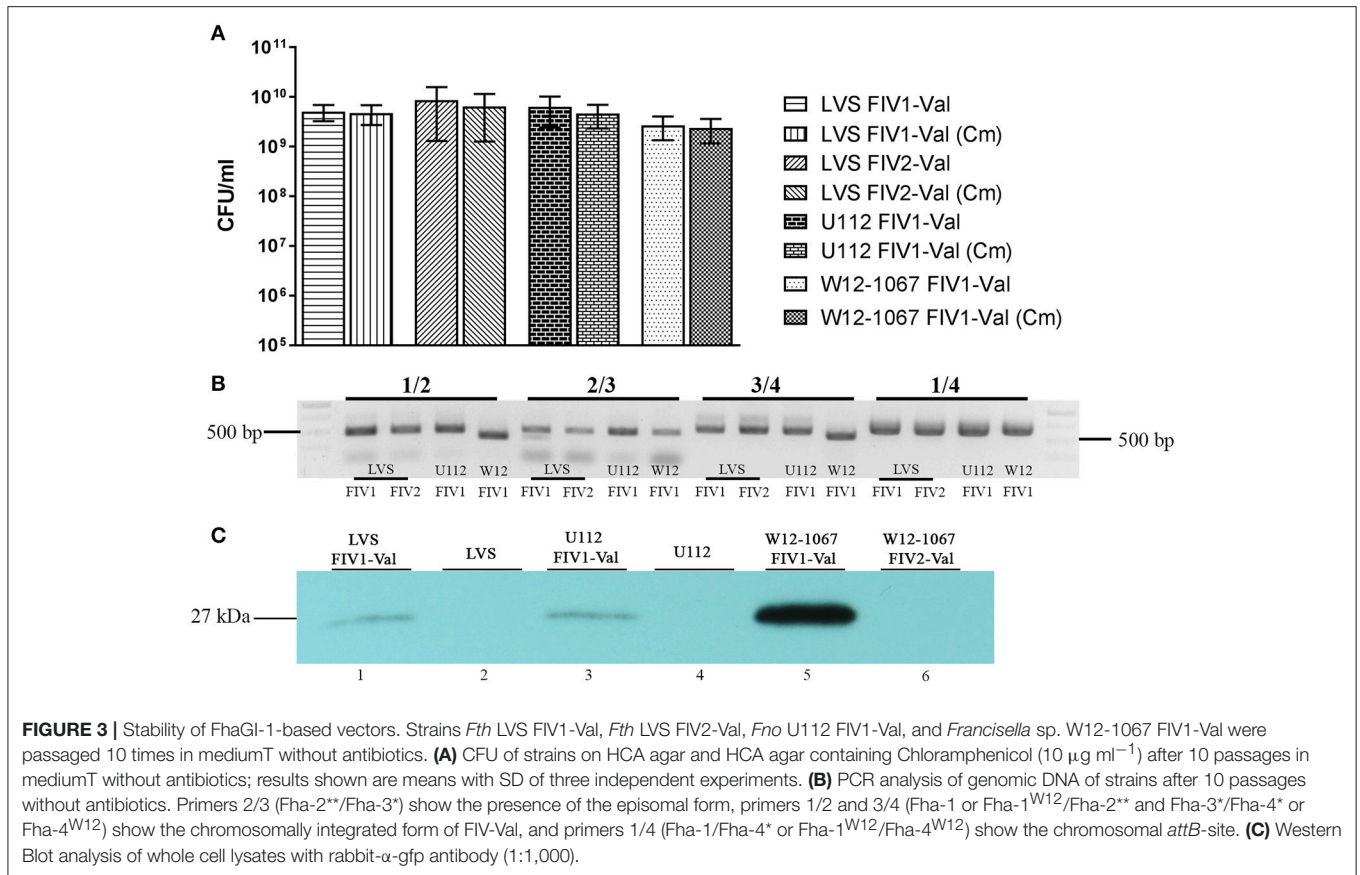 A
10^11
10^10
10^9
10^8
10^7
10^6
10^5
CFU/ml
LVS FIV1-Val
LVS FIV1-Val (Cm)
LVS FIV2-Val
LVS FIV2-Val (Cm)
U112 FIV1-Val
U112 FIV1-Val (Cm)
W12-1067 FIV1-Val
W12-1067 FIV1-Val (Cm)
B
1/2 2/3 3/4 1/4
500 bp
500 bp
LVS U112 W12 LVS U112 W12 LVS U112 W12 LVS U112 W12
FIV1 FIV2 FIV1 FIV1 FIV1 FIV2 FIV1 FIV1 FIV1 FIV2 FIV1 FIV1 FIV1 FIV2 FIV1 FIV1
C
LVS FIV1-Val
LVS
U112 FIV1-Val
U112
W12-1067 FIV1-Val
W12-1067 FIV2-Val
27 kDa
1 2 3 4 5 6
FIGURE 3 | Stability of FhaGI-1-based vectors. Strains Fth LVS FIV1-Val, Fth LVS FIV2-Val, Fno U112 FIV1-Val, and Francisella sp. W12-1067 FIV1-Val were
passaged 10 times in mediumT without antibiotics. (A) CFU of strains on HCA agar and HCA agar containing Chloramphenicol (10 μg ml⁻¹) after 10 passages in
mediumT without antibiotics; results shown are means with SD of three independent experiments. (B) PCR analysis of genomic DNA of strains after 10 passages
without antibiotics. Primers 2/3 (Fha-2**/Fha-3*) show the presence of the episomal form, primers 1/2 and 3/4 (Fha-1 or Fha-1^W12/Fha-2** and Fha-3*/Fha-4* or
Fha-4^W12) show the chromosomally integrated form of FIV-Val, and primers 1/4 (Fha-1/Fha-4* or Fha-1^W12/Fha-4^W12) show the chromosomal attB-site. (C) Western
Blot analysis of whole cell lysates with rabbit-α-gfp antibody (1:1,000).